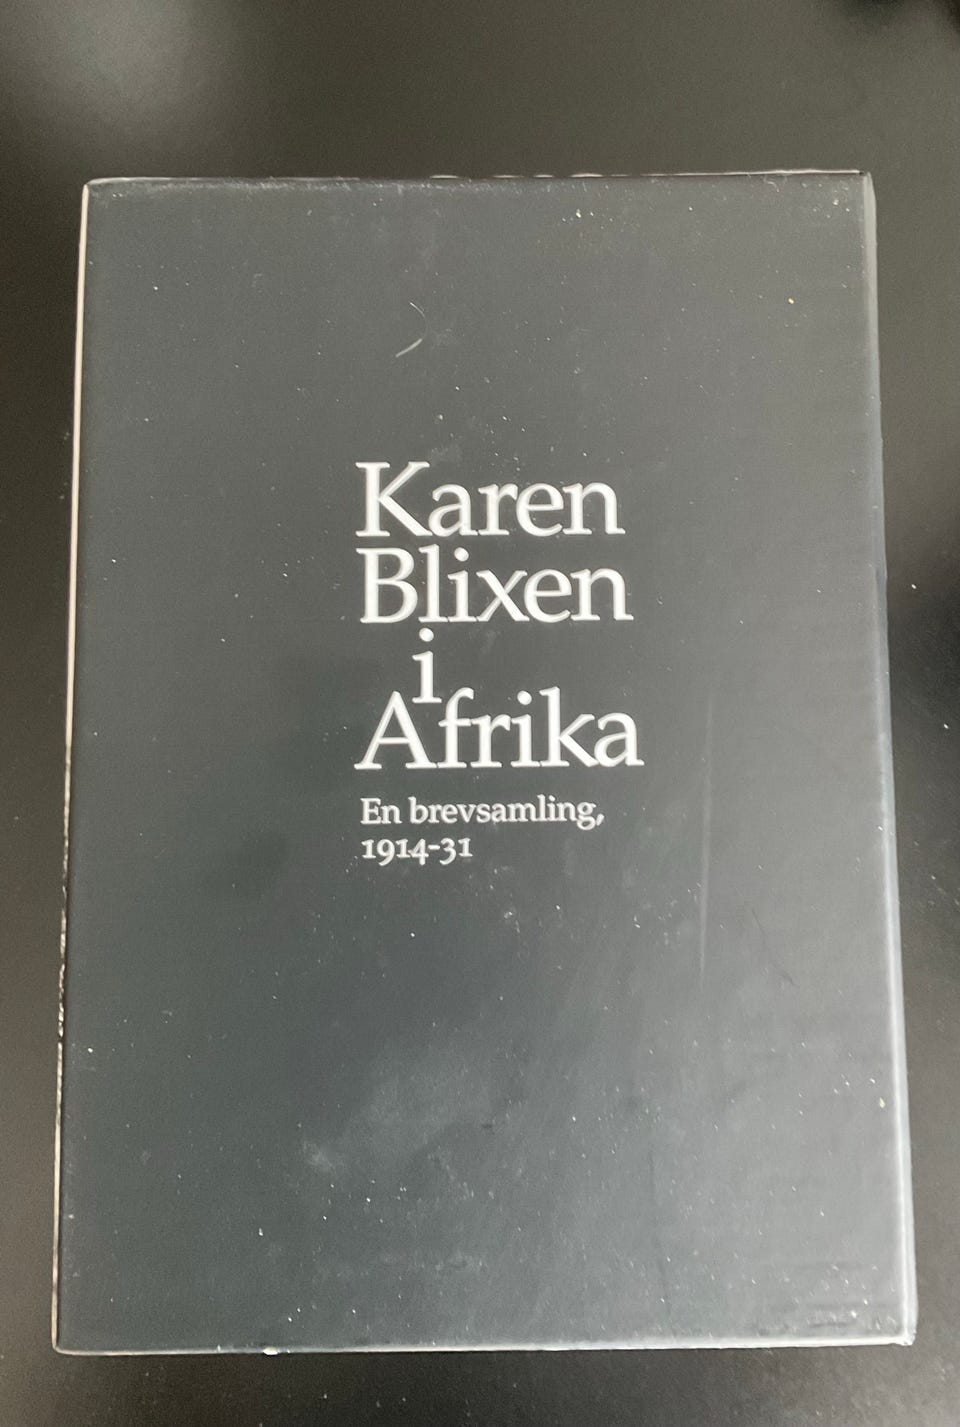 Karen
Blixen
i
Afrika
En brevsamling,
1914-31